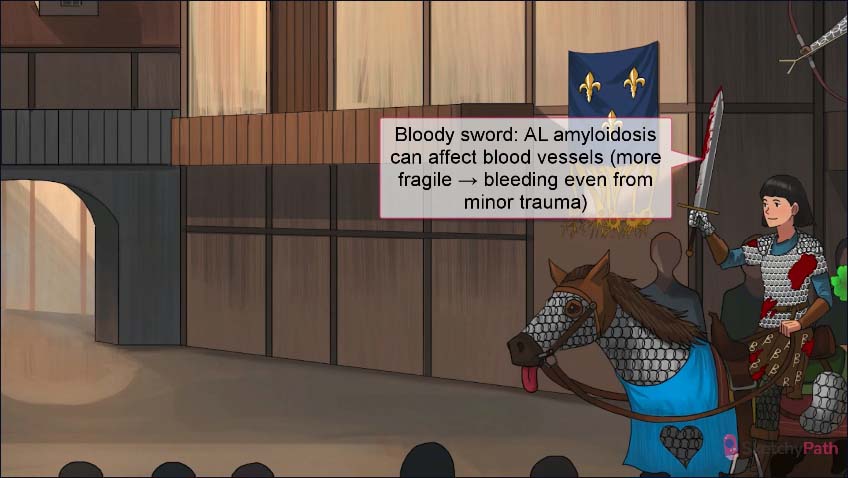 Bloody sword: AL amyloidosis
can affect blood vessels (more
fragile → bleeding even from
minor trauma)
SketchyPath